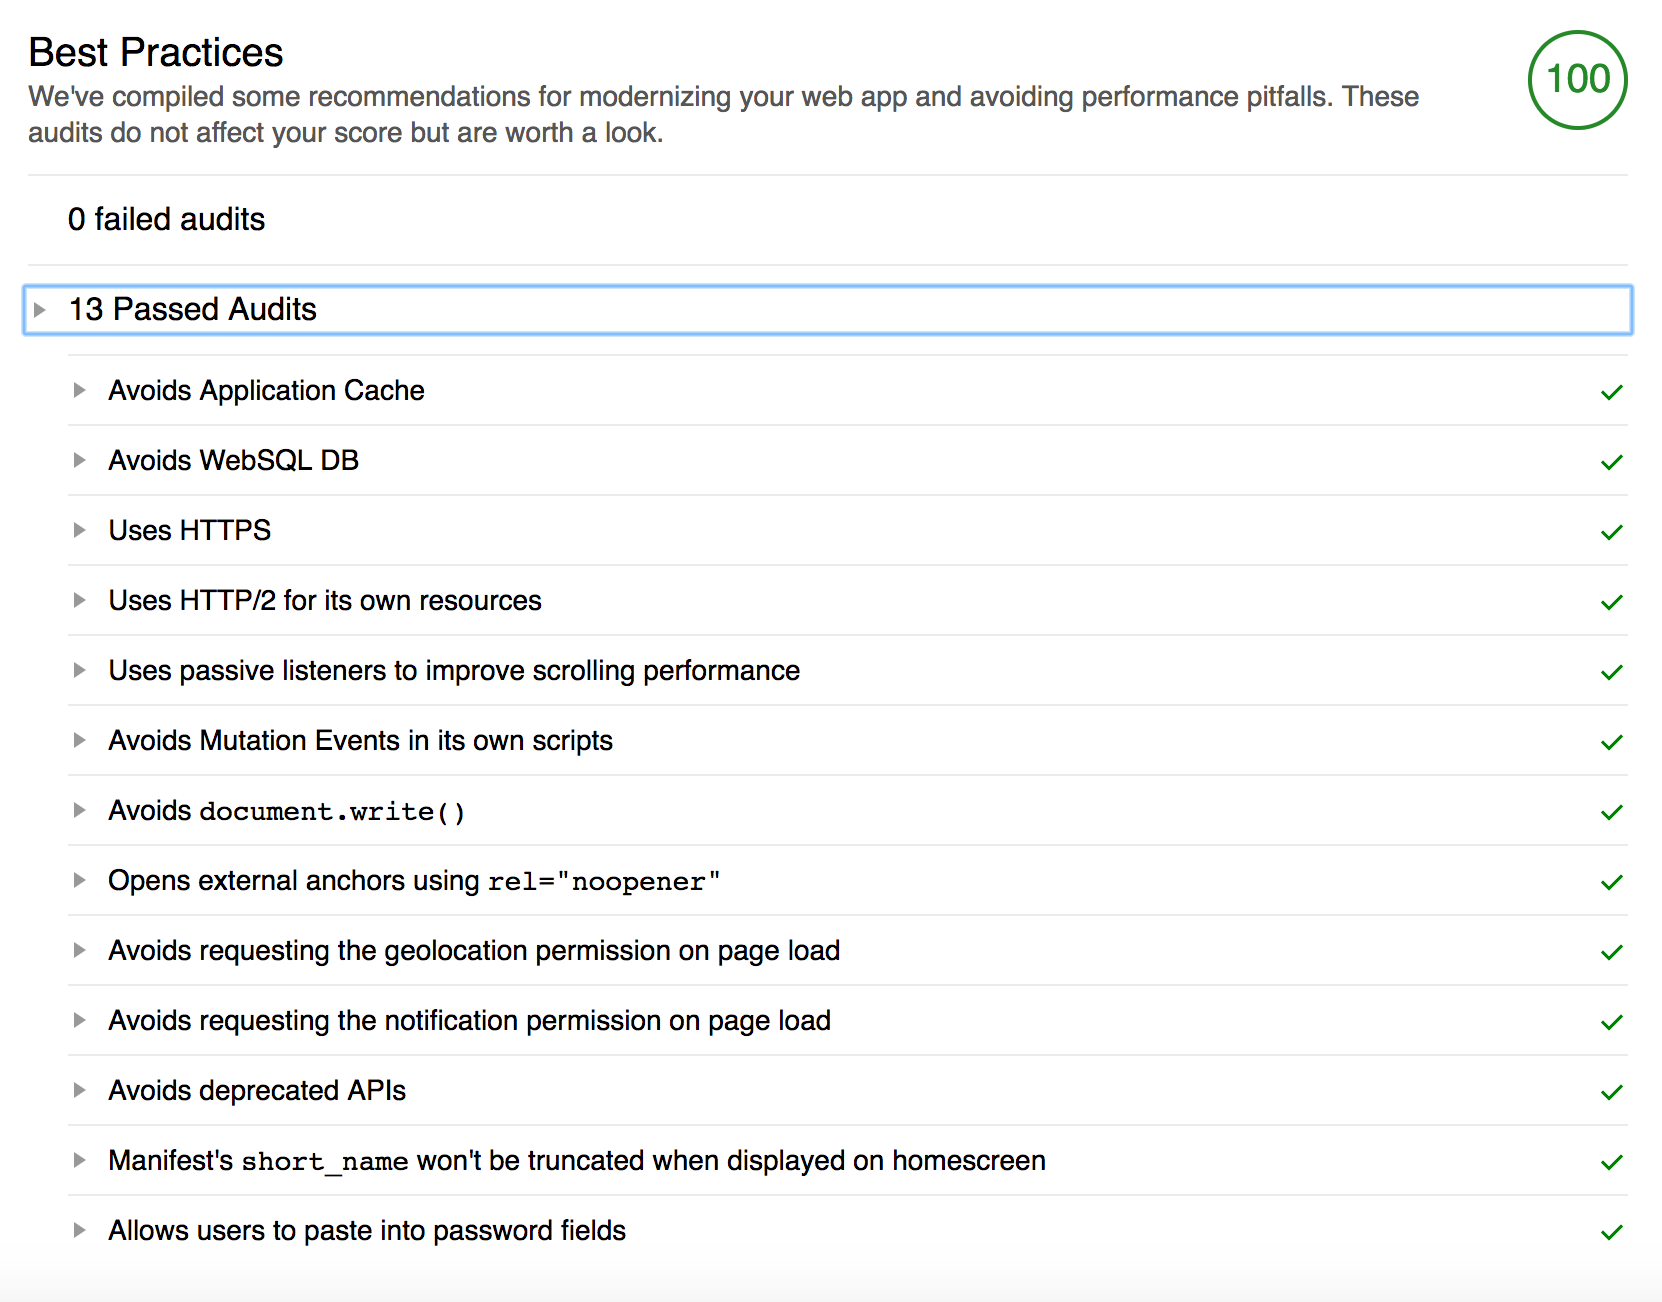 Best Practices
100
We've compiled some recommendations for modernizing your web app and avoiding performance pitfalls. These
audits do not affect your score but are worth a look.
0 failed audits
13 Passed Audits
Avoids Application Cache
Avoids WebSQL DB
Uses HTTPS
Uses HTTP/2 for its own resources
Uses passive listeners to improve scrolling performance
Avoids Mutation Events in its own scripts
Avoids document.write()
Opens external anchors using rel="noopener"
Avoids requesting the geolocation permission on page load
Avoids requesting the notification permission on page load
Avoids deprecated APIs
Manifest's short_name won't be truncated when displayed on homescreen
Allows users to paste into password fields